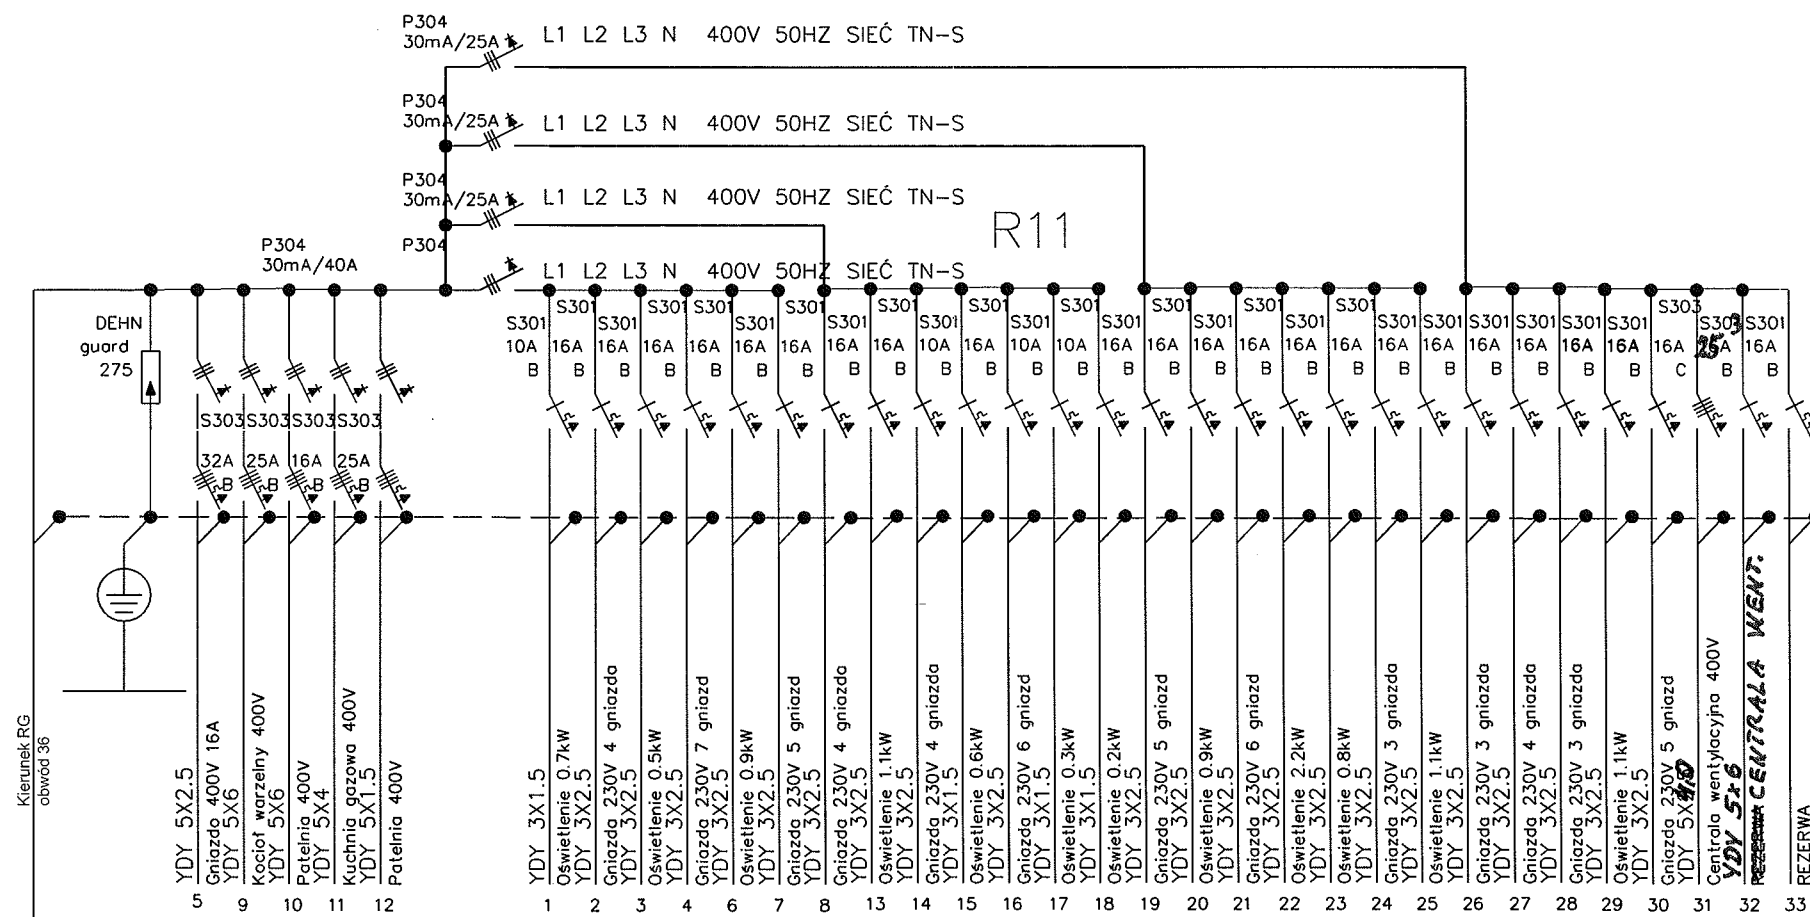 P304
30mA/25A
L1 L2 L3 N 400V 50HZ SIEĆ TN-S
P304
30mA/25A
L1 L2 L3 N 400V 50HZ SIEĆ TN-S
P304
30mA/25A
L1 L2 L3 N 400V 50HZ SIEĆ TN-S
R11
P304
L1 L2 L3 N 400V 50HZ SIEĆ TN-S
P304
30mA/40A
DEHN
guard
275
S303 S303 S303 S303
32A 25A 16A 25A
B B B B
S301 S301 S301 S301 S301 S301 S301 S301 S301 S301 S301 S301 S301 S301 S301 S301 S301 S301 S301 S301 S301 S301 S301 S301 S303 S303 S301
10A 16A 16A 16A 16A 16A 16A 16A 10A 16A 10A 10A 16A 16A 16A 16A 16A 16A 16A 16A 16A 16A 16A 16A 16A 25A 16A
B B B B B B B B B B B B B B B B B B B B B B B B C B B
Kierunek RG
obwód 36
YDY 5X2.5
Gniazdo 400V 16A
YDY 5X6
Kocioł warzelny 400V
YDY 5X6
Patelnia 400V
YDY 5X4
Kuchnia gazowa 400V
YDY 5X1.5
Patelnia 400V
YDY 3X1.5
Oświetlenie 0.7kW
YDY 3X2.5
Gniazda 230V 4 gniazda
YDY 3X2.5
Oświetlenie 0.5kW
YDY 3X2.5
Gniazda 230V 7 gniazd
YDY 3X2.5
Oświetlenie 0.9kW
YDY 3X2.5
Gniazda 230V 5 gniazd
YDY 3X2.5
Gniazda 230V 4 gniazda
YDY 3X2.5
Oświetlenie 1.1kW
YDY 3X2.5
Gniazda 230V 4 gniazda
YDY 3X1.5
Oświetlenie 0.6kW
YDY 3X2.5
Gniazda 230V 6 gniazd
YDY 3X1.5
Oświetlenie 0.3kW
YDY 3X2.5
Oświetlenie 0.2kW
YDY 3X2.5
Gniazda 230V 5 gniazd
YDY 3X2.5
Oświetlenie 0.9kW
YDY 3X2.5
Gniazda 230V 6 gniazd
YDY 3X2.5
Oświetlenie 2.2kW
YDY 3X2.5
Oświetlenie 0.8kW
YDY 3X2.5
Gniazda 230V 3 gniazda
YDY 3X2.5
Oświetlenie 1.1kW
YDY 3X2.5
Gniazda 230V 3 gniazda
YDY 3X2.5
Gniazda 230V 4 gniazda
YDY 3X2.5
Gniazda 230V 3 gniazda
YDY 3X2.5
Oświetlenie 1.1kW
YDY 3X2.5
Gniazda 230V 5 gniazd
YDY 5X4.0
Centrala wentylacyjna 400V
YDY 5x6
REZERWA CENTRALA WENT.
REZERWA
5 9 10 11 12 1 2 3 4 6 7 8 13 14 15 16 17 18 19 20 21 22 23 24 25 26 27 28 29 30 31 32 33